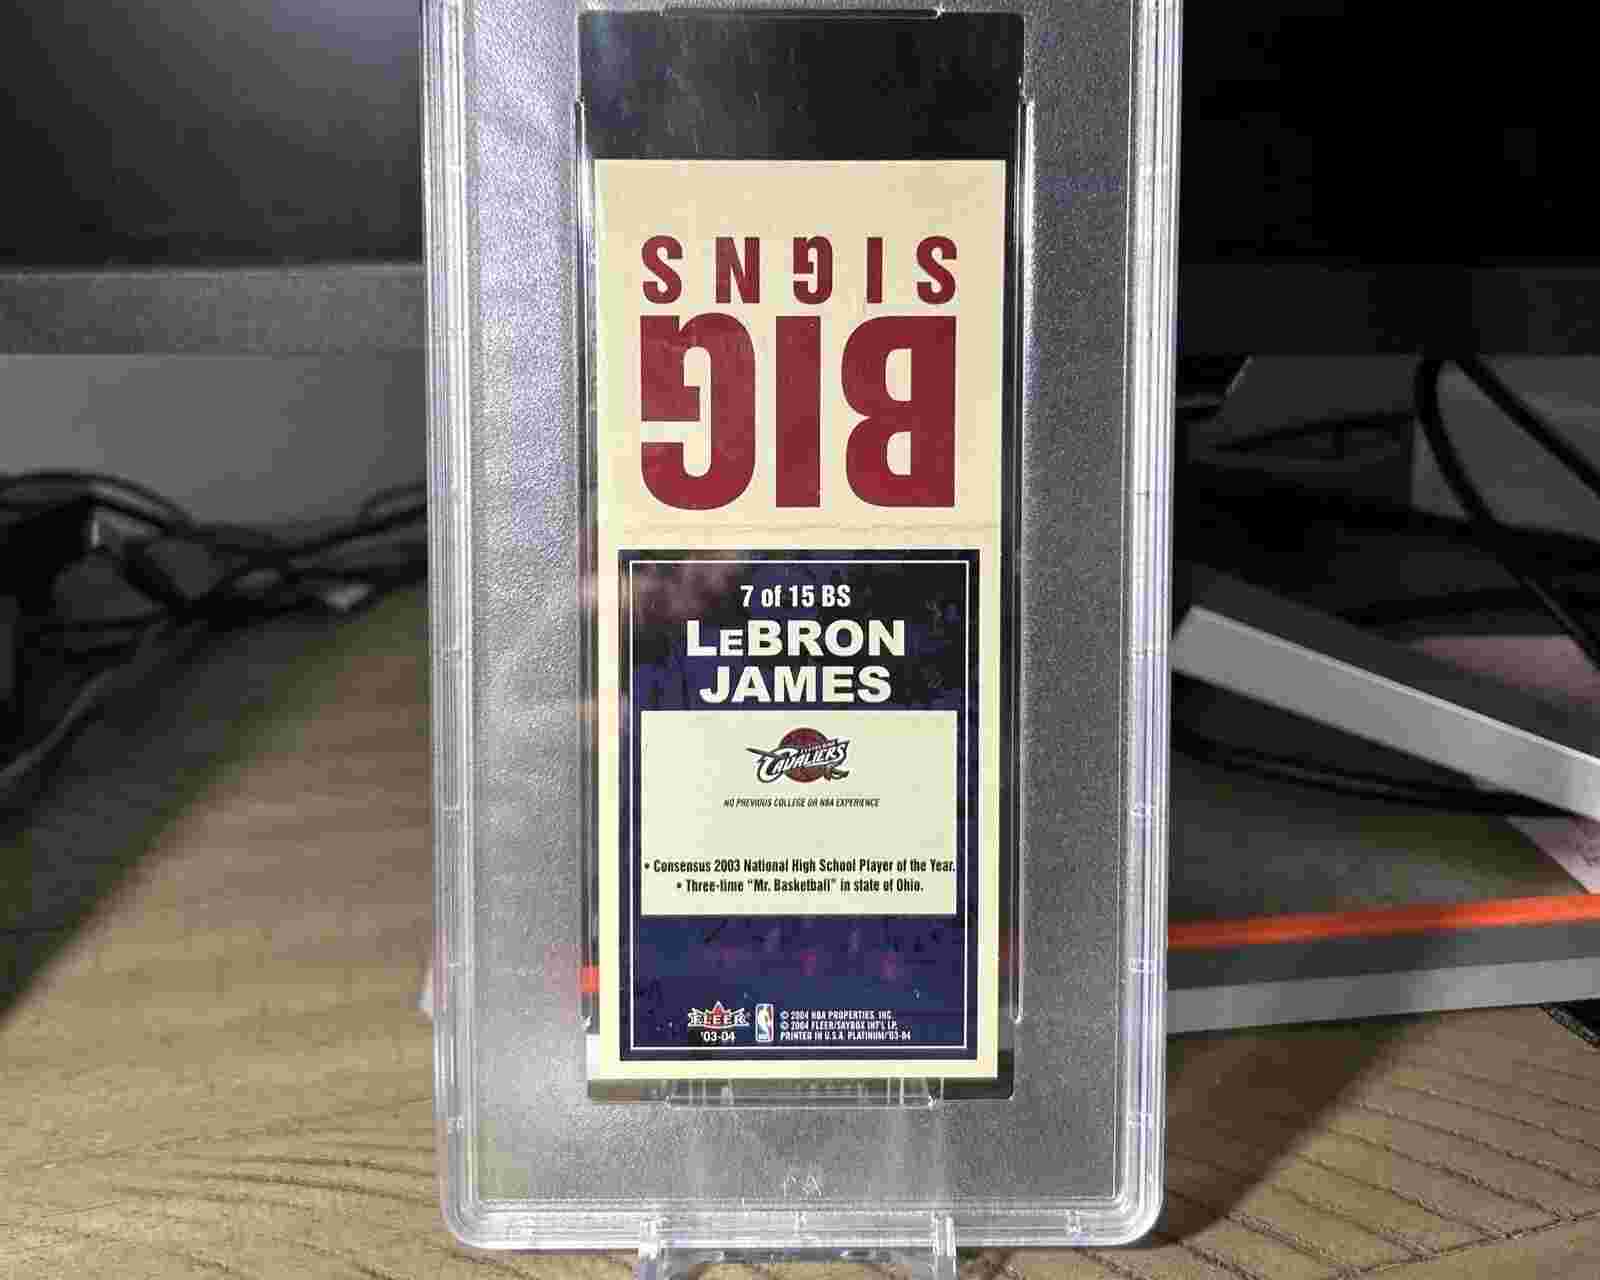 SIGNS
BIG
7 of 15 BS
LEBRON
JAMES
CAVALIERS
NO PREVIOUS COLLEGE OR NBA EXPERIENCE
• Consensus 2003 National High School Player of the Year.
• Three-time "Mr. Basketball" in state of Ohio.
FLEER
'03-04
© 2004 NBA PROPERTIES, INC.
© 2004 FLEER/SKYBOX INT'L LP.
PRINTED IN U.S.A. PLATINUM/'03-04